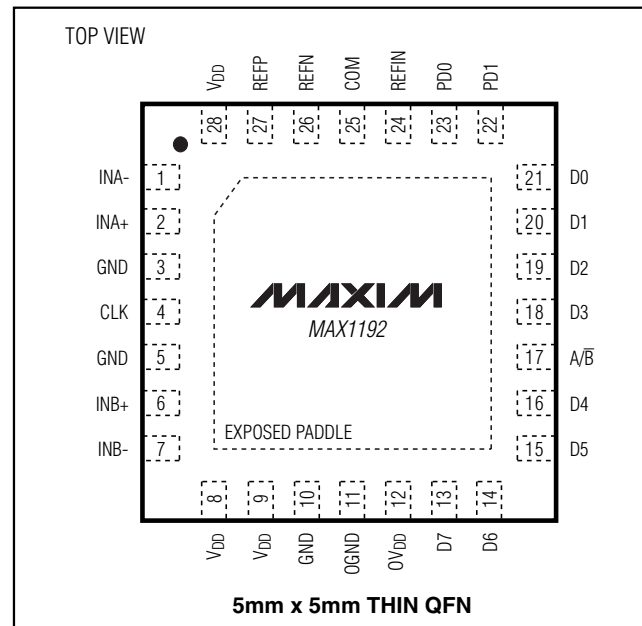 TOP VIEW
VDD REFP REFN COM REFIN PD0 PD1
28 27 26 25 24 23 22
INA- 1 21 D0
INA+ 2 20 D1
GND 3 19 D2
CLK 4 18 D3
GND 5 17 A/B̅
INB+ 6 16 D4
INB- 7 15 D5
MAXIM
MAX1192
EXPOSED PADDLE
8 9 10 11 12 13 14
VDD VDD GND OGND OVDD D7 D6
5mm x 5mm THIN QFN